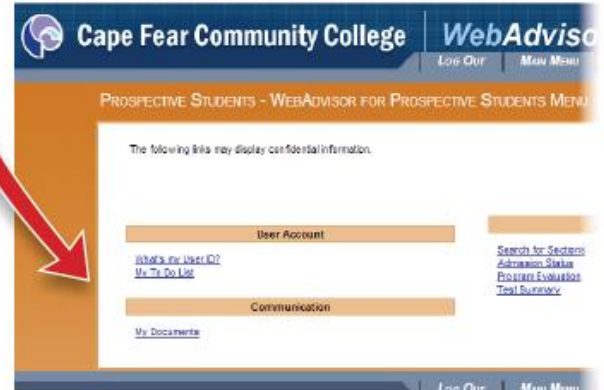 Cape Fear Community College WebAdviso
LOG OUT MAIN MENU
PROSPECTIVE STUDENTS - WEBADVISOR FOR PROSPECTIVE STUDENTS MENU
The following links may display confidential information.
User Account
What's my User ID?
My To Do List
Communication
My Documents
Search for Sections
Admission Status
Program Evaluation
Test Summary
LOG OUT MAIN MENU